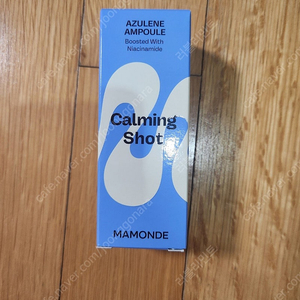 AZULENE
AMPOULE
Boosted With
Niacinamide
Calming
Shot
MAMONDE